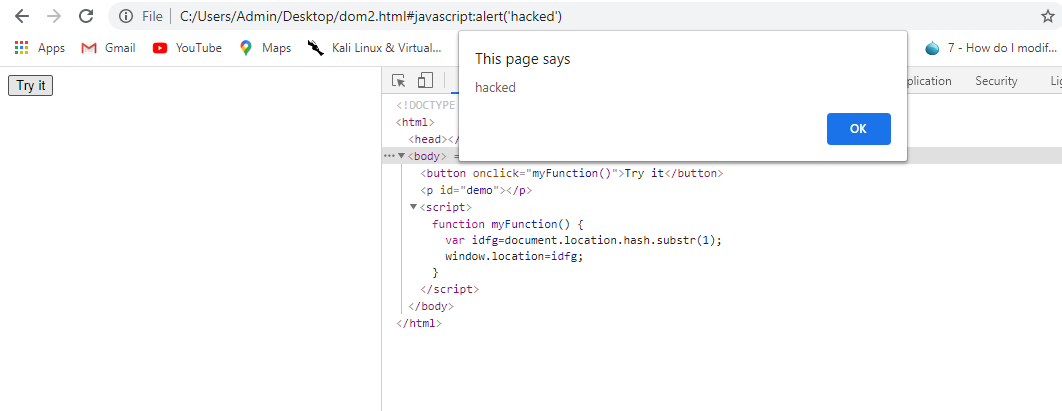 File | C:/Users/Admin/Desktop/dom2.html#javascript:alert('hacked')
Apps Gmail YouTube Maps Kali Linux & Virtual... 7 - How do I modif...
This page says
hacked
OK
Try it
plication Security Lig
<!DOCTYPE
<html>
<head></
<body> =
<button onclick="myFunction()">Try it</button>
<p id="demo"></p>
<script>
function myFunction() {
var idfg=document.location.hash.substr(1);
window.location=idfg;
}
</script>
</body>
</html>